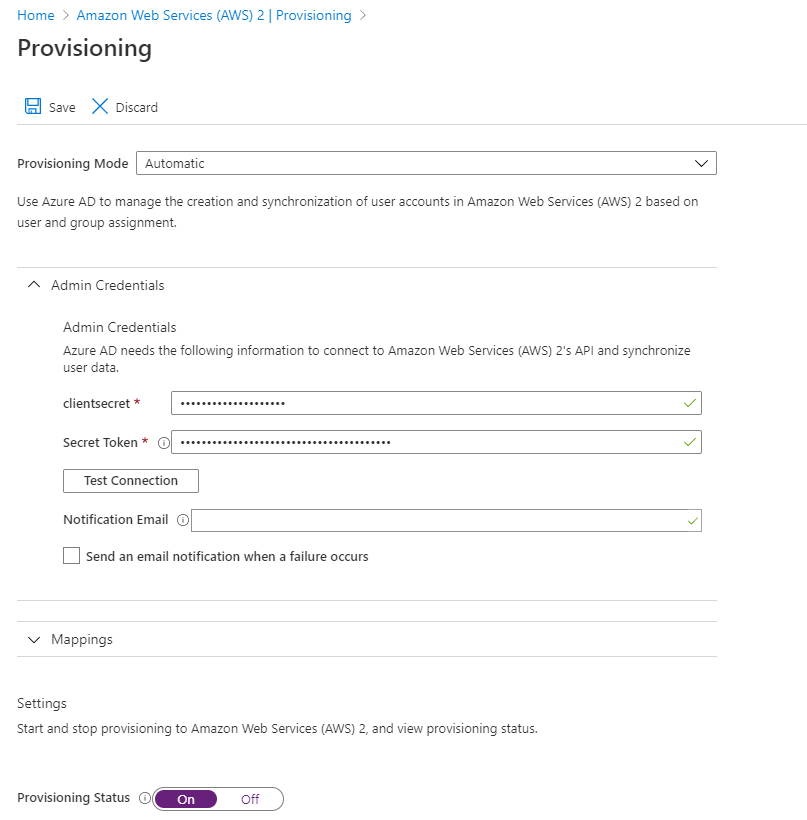 Home > Amazon Web Services (AWS) 2 | Provisioning >
Provisioning
Save Discard
Provisioning Mode Automatic
Use Azure AD to manage the creation and synchronization of user accounts in Amazon Web Services (AWS) 2 based on
user and group assignment.
Admin Credentials
Admin Credentials
Azure AD needs the following information to connect to Amazon Web Services (AWS) 2's API and synchronize
user data.
clientsecret * ••••••••••••••••••••
Secret Token * ••••••••••••••••••••••••••••••••••••••••
Test Connection
Notification Email
Send an email notification when a failure occurs
Mappings
Settings
Start and stop provisioning to Amazon Web Services (AWS) 2, and view provisioning status.
Provisioning Status On Off